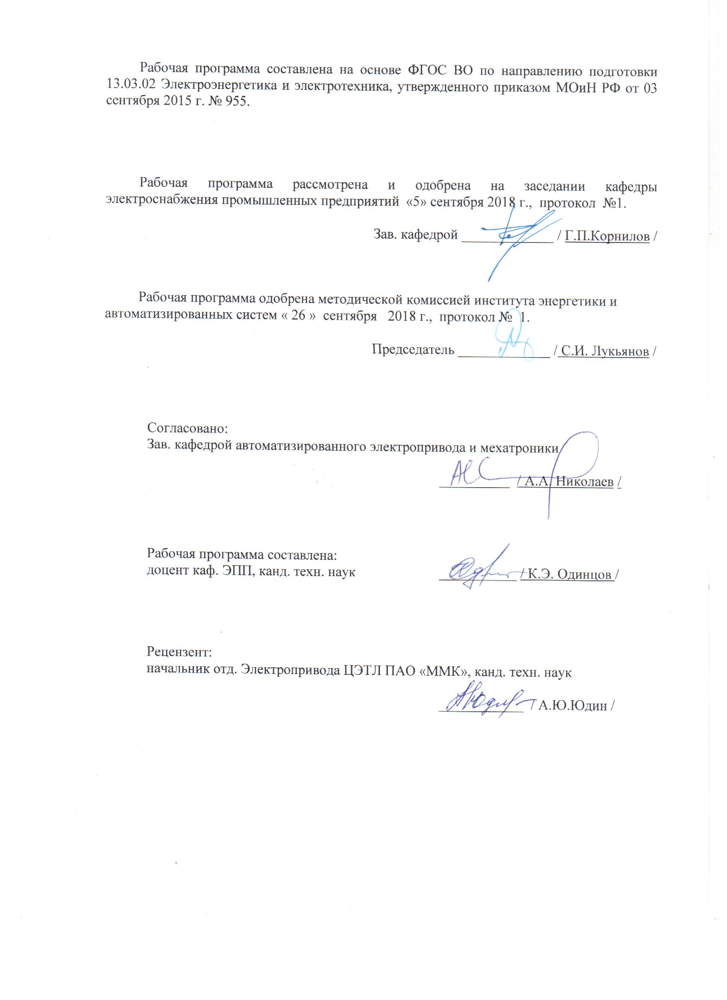 Рабочая программа составлена на основе ФГОС ВО по направлению подготовки
13.03.02 Электроэнергетика и электротехника, утвержденного приказом МОиН РФ от 03
сентября 2015 г. № 955.
Рабочая программа рассмотрена и одобрена на заседании кафедры
электроснабжения промышленных предприятий «5» сентября 2018 г., протокол №1.
Зав. кафедрой _____________ / Г.П.Корнилов /
Рабочая программа одобрена методической комиссией института энергетики и
автоматизированных систем « 26 » сентября 2018 г., протокол № 1.
Председатель _____________ / С.И. Лукьянов /
Согласовано:
Зав. кафедрой автоматизированного электропривода и мехатроники
__________ / А.А. Николаев /
Рабочая программа составлена:
доцент каф. ЭПП, канд. техн. наук ___________ / К.Э. Одинцов /
Рецензент:
начальник отд. Электропривода ЦЭТЛ ПАО «ММК», канд. техн. наук
____________ / А.Ю.Юдин /